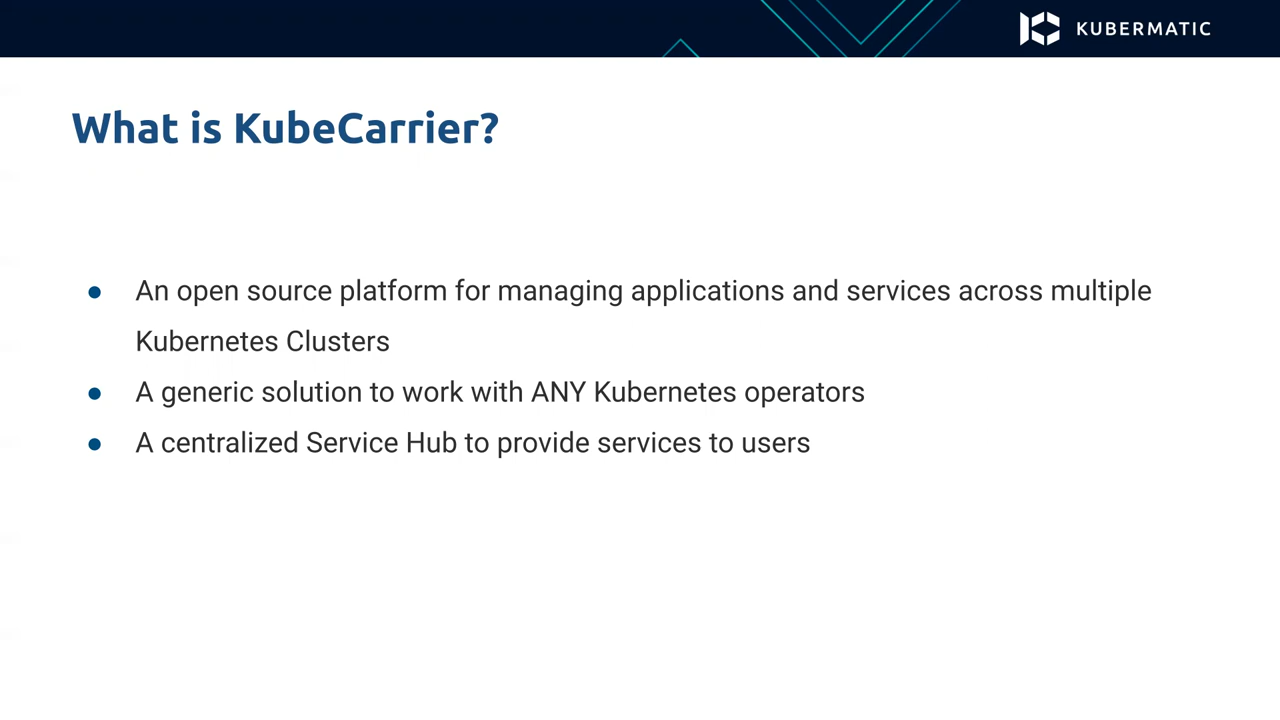 KUBERMATIC
What is KubeCarrier?
● An open source platform for managing applications and services across multiple
Kubernetes Clusters
● A generic solution to work with ANY Kubernetes operators
● A centralized Service Hub to provide services to users